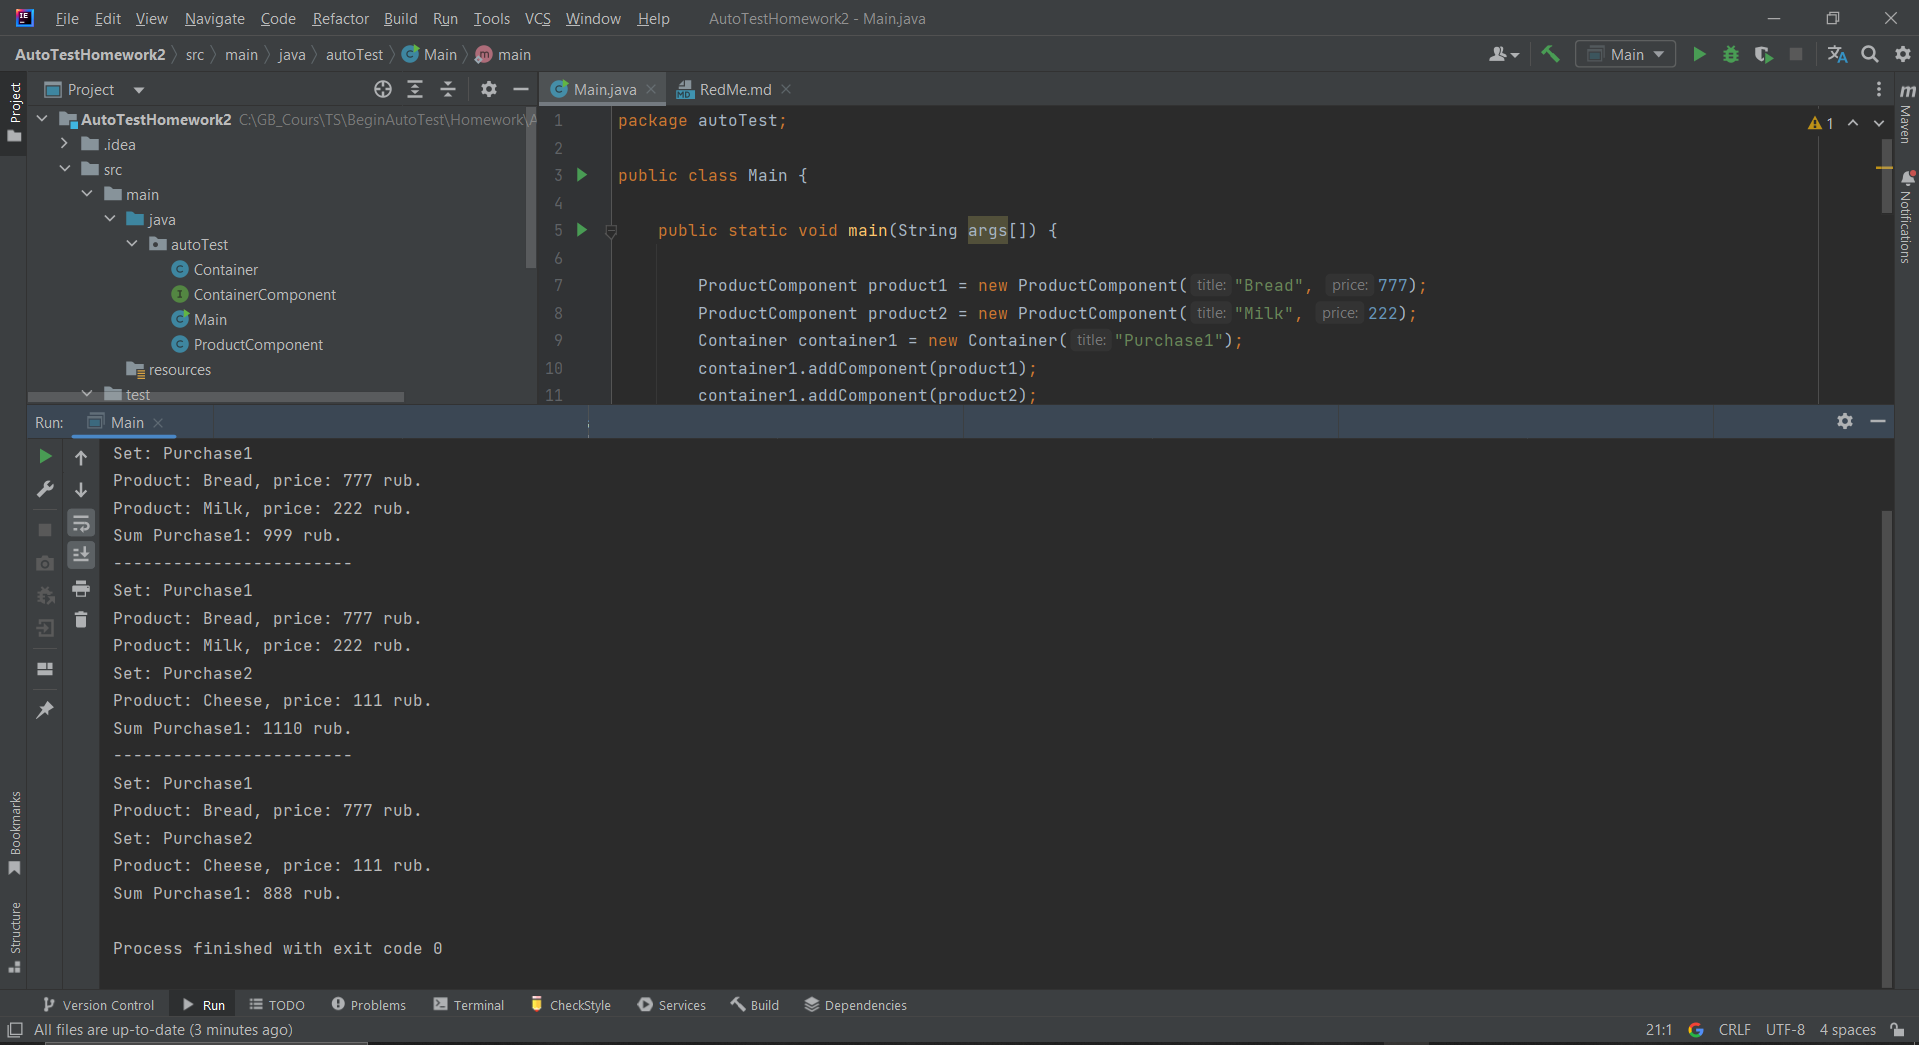 File Edit View Navigate Code Refactor Build Run Tools VCS Window Help AutoTestHomework2 - Main.java
AutoTestHomework2 src main java autoTest Main main
Main
Project
Main.java
RedMe.md
AutoTestHomework2 C:\GB_Cours\TS\BeginAutoTest\Homework\A
.idea
src
main
java
autoTest
Container
ContainerComponent
Main
ProductComponent
resources
test
1 package autoTest;
2
3 public class Main {
4
5 public static void main(String args[]) {
6
7 ProductComponent product1 = new ProductComponent( title: "Bread", price: 777);
8 ProductComponent product2 = new ProductComponent( title: "Milk", price: 222);
9 Container container1 = new Container( title: "Purchase1");
10 container1.addComponent(product1);
11 container1.addComponent(product2);
1
Project
Bookmarks
Structure
Maven
Notifications
Run: Main
Set: Purchase1
Product: Bread, price: 777 rub.
Product: Milk, price: 222 rub.
Sum Purchase1: 999 rub.
------------------------
Set: Purchase1
Product: Bread, price: 777 rub.
Product: Milk, price: 222 rub.
Set: Purchase2
Product: Cheese, price: 111 rub.
Sum Purchase1: 1110 rub.
------------------------
Set: Purchase1
Product: Bread, price: 777 rub.
Set: Purchase2
Product: Cheese, price: 111 rub.
Sum Purchase1: 888 rub.
Process finished with exit code 0
Version Control Run TODO Problems Terminal CheckStyle Services Build Dependencies
All files are up-to-date (3 minutes ago)
21:1 CRLF UTF-8 4 spaces